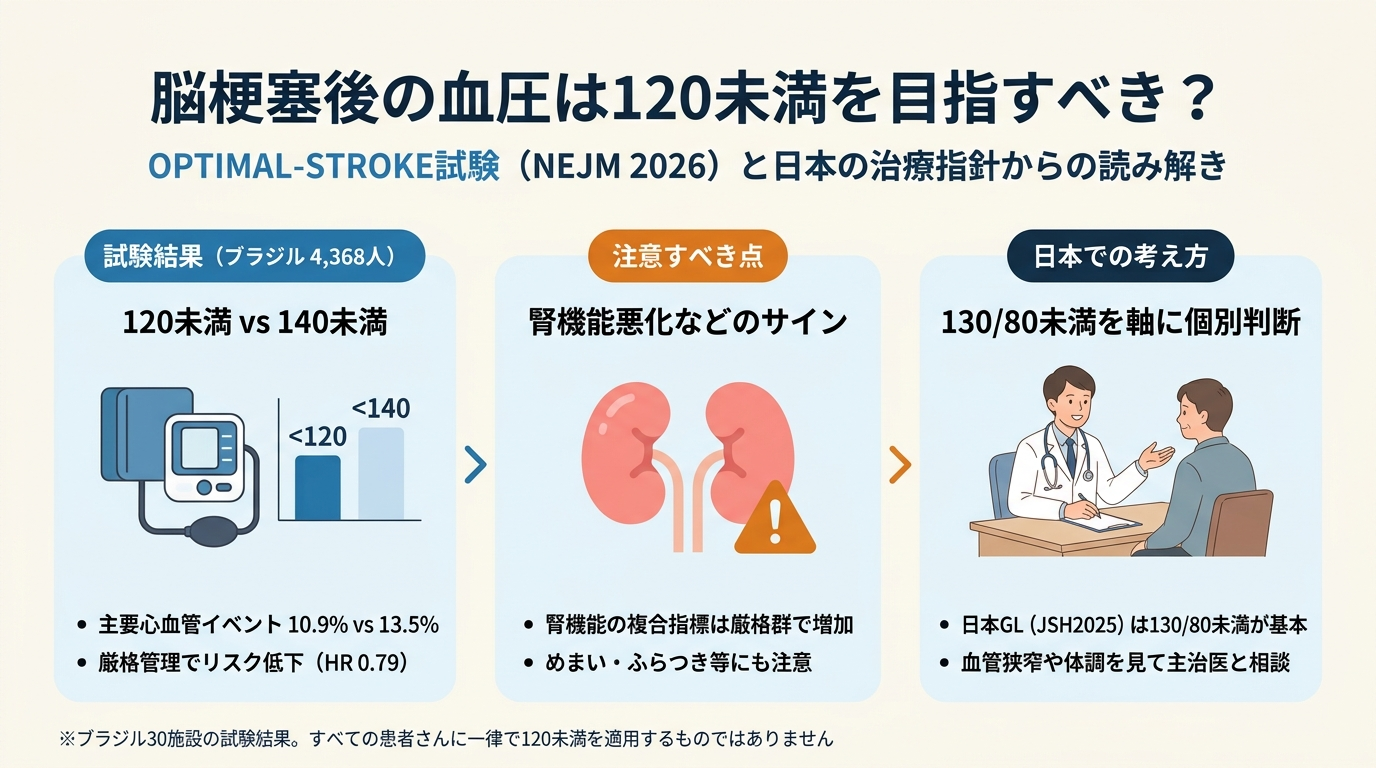 脳梗塞後の血圧は120未満を目指すべき？
OPTIMAL-STROKE試験（NEJM 2026）と日本の治療指針からの読み解き
試験結果（ブラジル 4,368人）
120未満 vs 140未満
<120
<140
• 主要心血管イベント 10.9% vs 13.5%
• 厳格管理でリスク低下（HR 0.79）
注意すべき点
腎機能悪化などのサイン
• 腎機能の複合指標は厳格群で増加
• めまい・ふらつき等にも注意
日本での考え方
130/80未満を軸に個別判断
• 日本GL（JSH2025）は130/80未満が基本
• 血管狭窄や体調を見て主治医と相談
※ブラジル30施設の試験結果。すべての患者さんに一律で120未満を適用するものではありません